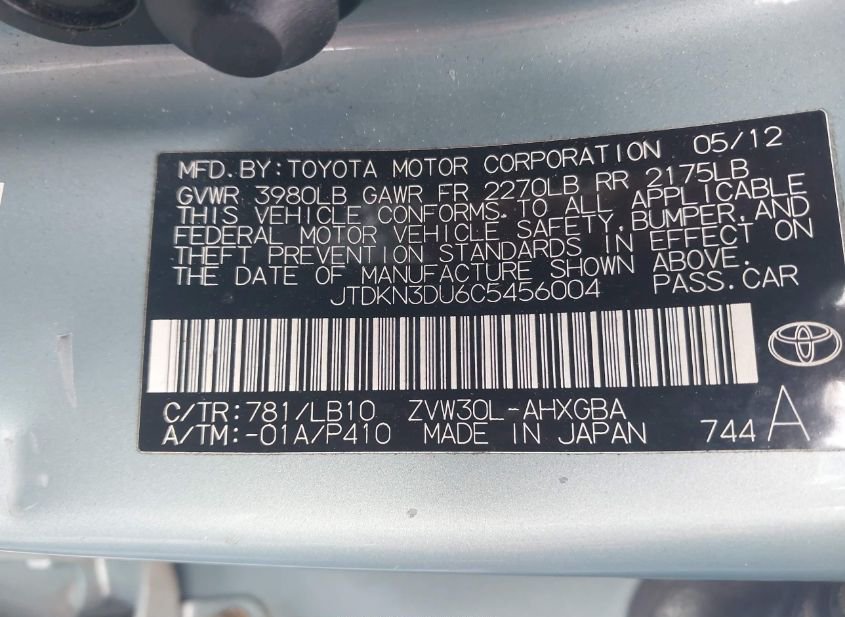 MFD. BY: TOYOTA MOTOR CORPORATION 05/12
GVWR 3980LB GAWR FR 2270LB RR 2175LB
THIS VEHICLE CONFORMS TO ALL APPLICABLE
FEDERAL MOTOR VEHICLE SAFETY, BUMPER, AND
THEFT PREVENTION STANDARDS IN EFFECT ON
THE DATE OF MANUFACTURE SHOWN ABOVE.
JTDKN3DU6C5456004 PASS. CAR
C/TR: 781/LB10 ZVW30L-AHXGBA
A/TM: -01A/P410 MADE IN JAPAN 744 A